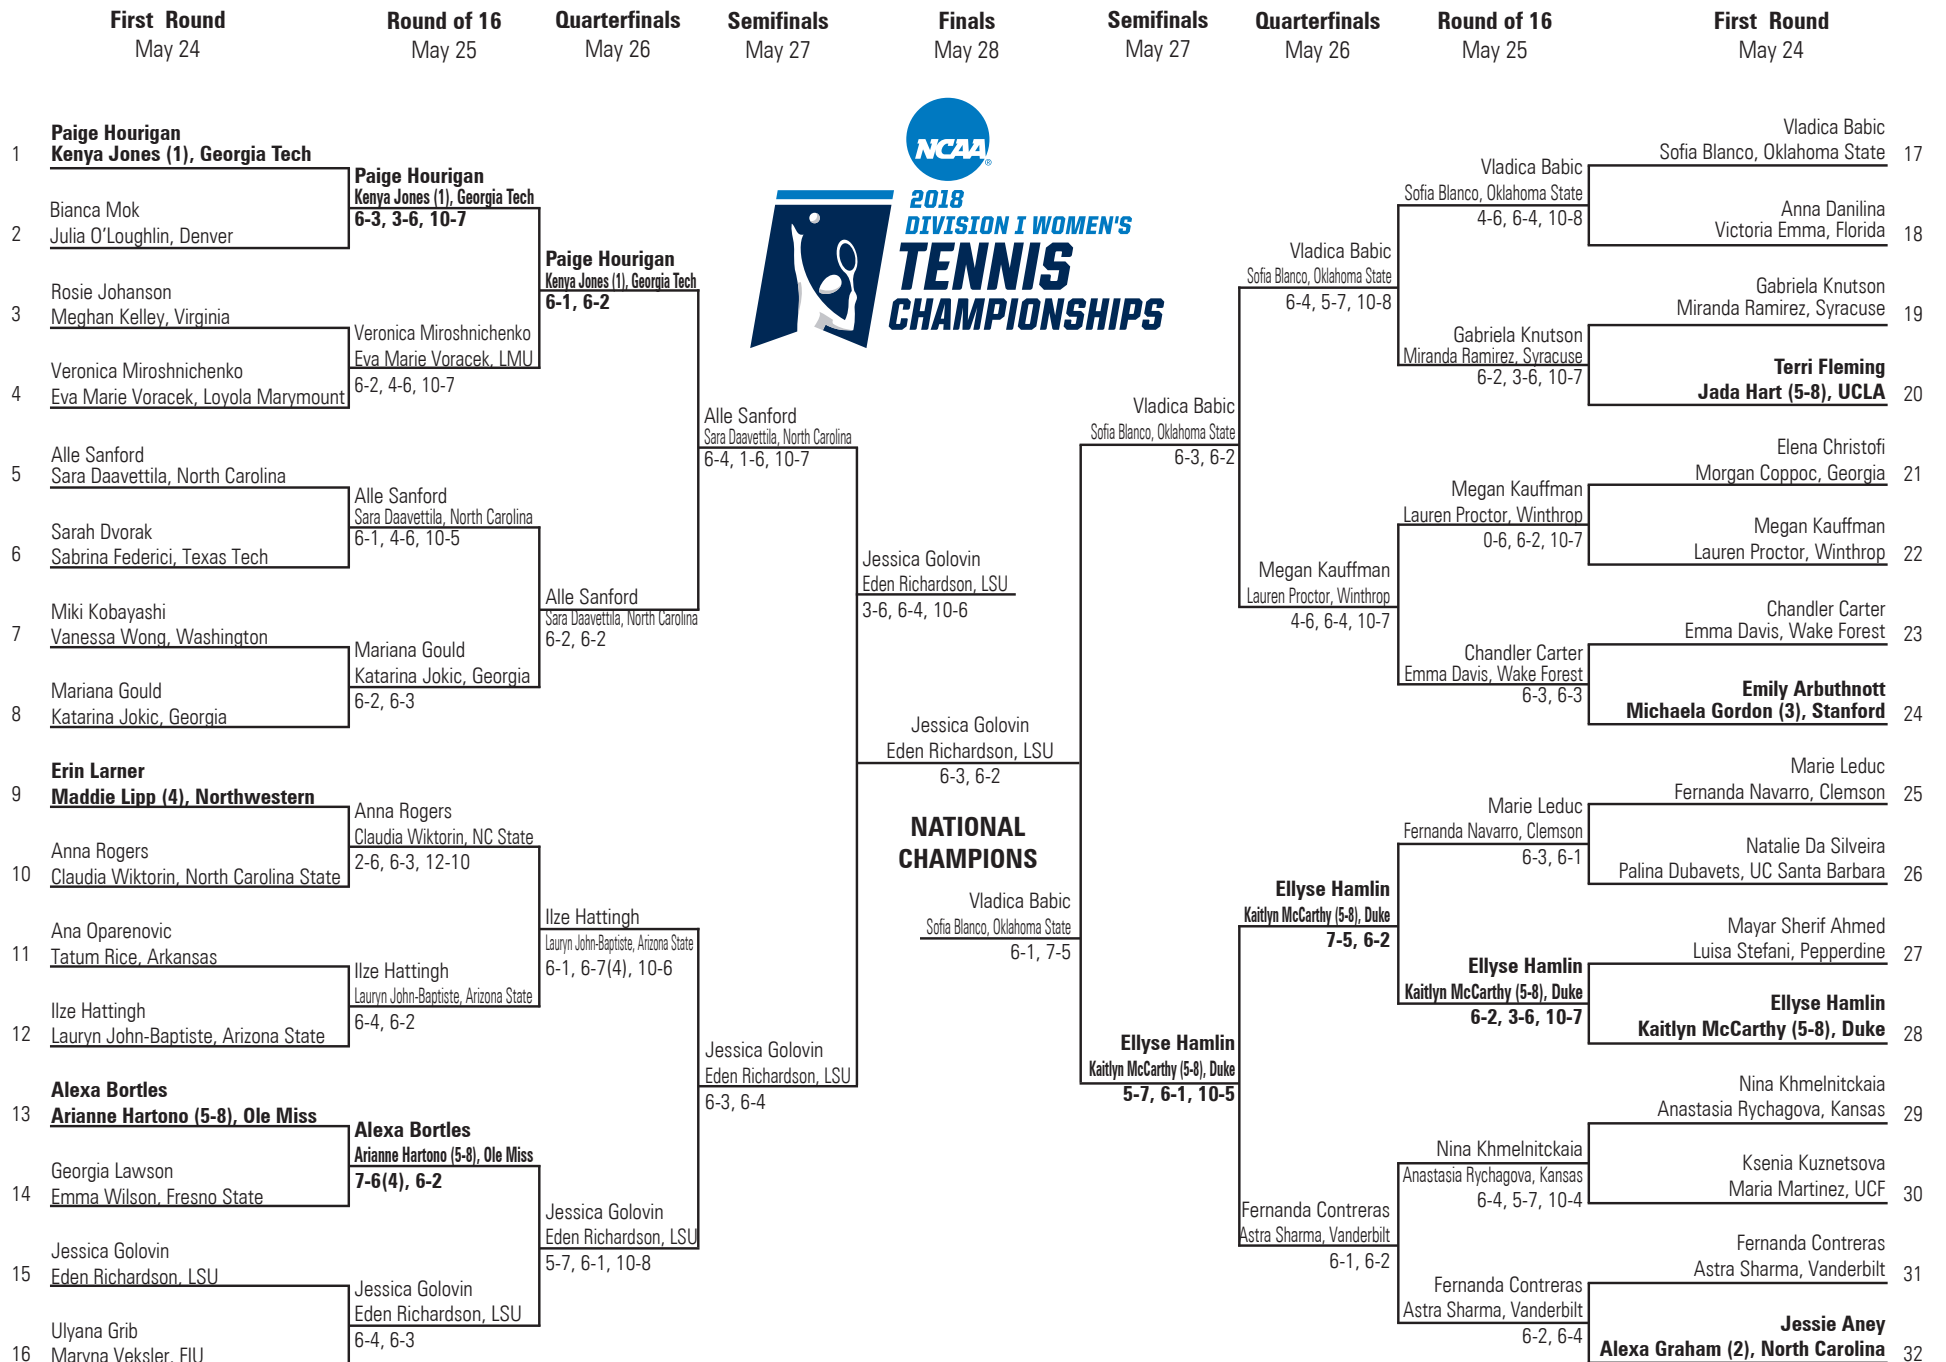 First Round
May 24
Round of 16
May 25
Quarterfinals
May 26
Semifinals
May 27
Finals
May 28
Semifinals
May 27
Quarterfinals
May 26
Round of 16
May 25
First Round
May 24
NCAA®
2018
DIVISION I WOMEN'S
TENNIS
CHAMPIONSHIPS
1
Paige Hourigan
Kenya Jones (1), Georgia Tech
2
Bianca Mok
Julia O'Loughlin, Denver
3
Rosie Johanson
Meghan Kelley, Virginia
4
Veronica Miroshnichenko
Eva Marie Voracek, Loyola Marymount
5
Alle Sanford
Sara Daavettila, North Carolina
6
Sarah Dvorak
Sabrina Federici, Texas Tech
7
Miki Kobayashi
Vanessa Wong, Washington
8
Mariana Gould
Katarina Jokic, Georgia
9
Erin Larner
Maddie Lipp (4), Northwestern
10
Anna Rogers
Claudia Wiktorin, North Carolina State
11
Ana Oparenovic
Tatum Rice, Arkansas
12
Ilze Hattingh
Lauryn John-Baptiste, Arizona State
13
Alexa Bortles
Arianne Hartono (5-8), Ole Miss
14
Georgia Lawson
Emma Wilson, Fresno State
15
Jessica Golovin
Eden Richardson, LSU
16
Ulyana Grib
Maryna Veksler, FIU
Paige Hourigan
Kenya Jones (1), Georgia Tech
6-3, 3-6, 10-7
Veronica Miroshnichenko
Eva Marie Voracek, LMU
6-2, 4-6, 10-7
Alle Sanford
Sara Daavettila, North Carolina
6-1, 4-6, 10-5
Mariana Gould
Katarina Jokic, Georgia
6-2, 6-3
Anna Rogers
Claudia Wiktorin, NC State
2-6, 6-3, 12-10
Ilze Hattingh
Lauryn John-Baptiste, Arizona State
6-4, 6-2
Alexa Bortles
Arianne Hartono (5-8), Ole Miss
7-6(4), 6-2
Jessica Golovin
Eden Richardson, LSU
6-4, 6-3
Paige Hourigan
Kenya Jones (1), Georgia Tech
6-1, 6-2
Alle Sanford
Sara Daavettila, North Carolina
6-2, 6-2
Ilze Hattingh
Lauryn John-Baptiste, Arizona State
6-1, 6-7(4), 10-6
Jessica Golovin
Eden Richardson, LSU
5-7, 6-1, 10-8
Alle Sanford
Sara Daavettila, North Carolina
6-4, 1-6, 10-7
Jessica Golovin
Eden Richardson, LSU
6-3, 6-4
Jessica Golovin
Eden Richardson, LSU
3-6, 6-4, 10-6
Jessica Golovin
Eden Richardson, LSU
6-3, 6-2
NATIONAL
CHAMPIONS
Vladica Babic
Sofia Blanco, Oklahoma State
6-1, 7-5
Vladica Babic
Sofia Blanco, Oklahoma State
6-3, 6-2
Ellyse Hamlin
Kaitlyn McCarthy (5-8), Duke
5-7, 6-1, 10-5
Vladica Babic
Sofia Blanco, Oklahoma State
6-4, 5-7, 10-8
Megan Kauffman
Lauren Proctor, Winthrop
4-6, 6-4, 10-7
Ellyse Hamlin
Kaitlyn McCarthy (5-8), Duke
7-5, 6-2
Fernanda Contreras
Astra Sharma, Vanderbilt
6-1, 6-2
Vladica Babic
Sofia Blanco, Oklahoma State
4-6, 6-4, 10-8
Gabriela Knutson
Miranda Ramirez, Syracuse
6-2, 3-6, 10-7
Megan Kauffman
Lauren Proctor, Winthrop
0-6, 6-2, 10-7
Chandler Carter
Emma Davis, Wake Forest
6-3, 6-3
Marie Leduc
Fernanda Navarro, Clemson
6-3, 6-1
Ellyse Hamlin
Kaitlyn McCarthy (5-8), Duke
6-2, 3-6, 10-7
Nina Khmelnitckaia
Anastasia Rychagova, Kansas
6-4, 5-7, 10-4
Fernanda Contreras
Astra Sharma, Vanderbilt
6-2, 6-4
Vladica Babic
Sofia Blanco, Oklahoma State
17
Anna Danilina
Victoria Emma, Florida
18
Gabriela Knutson
Miranda Ramirez, Syracuse
19
Terri Fleming
Jada Hart (5-8), UCLA
20
Elena Christofi
Morgan Coppoc, Georgia
21
Megan Kauffman
Lauren Proctor, Winthrop
22
Chandler Carter
Emma Davis, Wake Forest
23
Emily Arbuthnott
Michaela Gordon (3), Stanford
24
Marie Leduc
Fernanda Navarro, Clemson
25
Natalie Da Silveira
Palina Dubavets, UC Santa Barbara
26
Mayar Sherif Ahmed
Luisa Stefani, Pepperdine
27
Ellyse Hamlin
Kaitlyn McCarthy (5-8), Duke
28
Nina Khmelnitckaia
Anastasia Rychagova, Kansas
29
Ksenia Kuznetsova
Maria Martinez, UCF
30
Fernanda Contreras
Astra Sharma, Vanderbilt
31
Jessie Aney
Alexa Graham (2), North Carolina
32